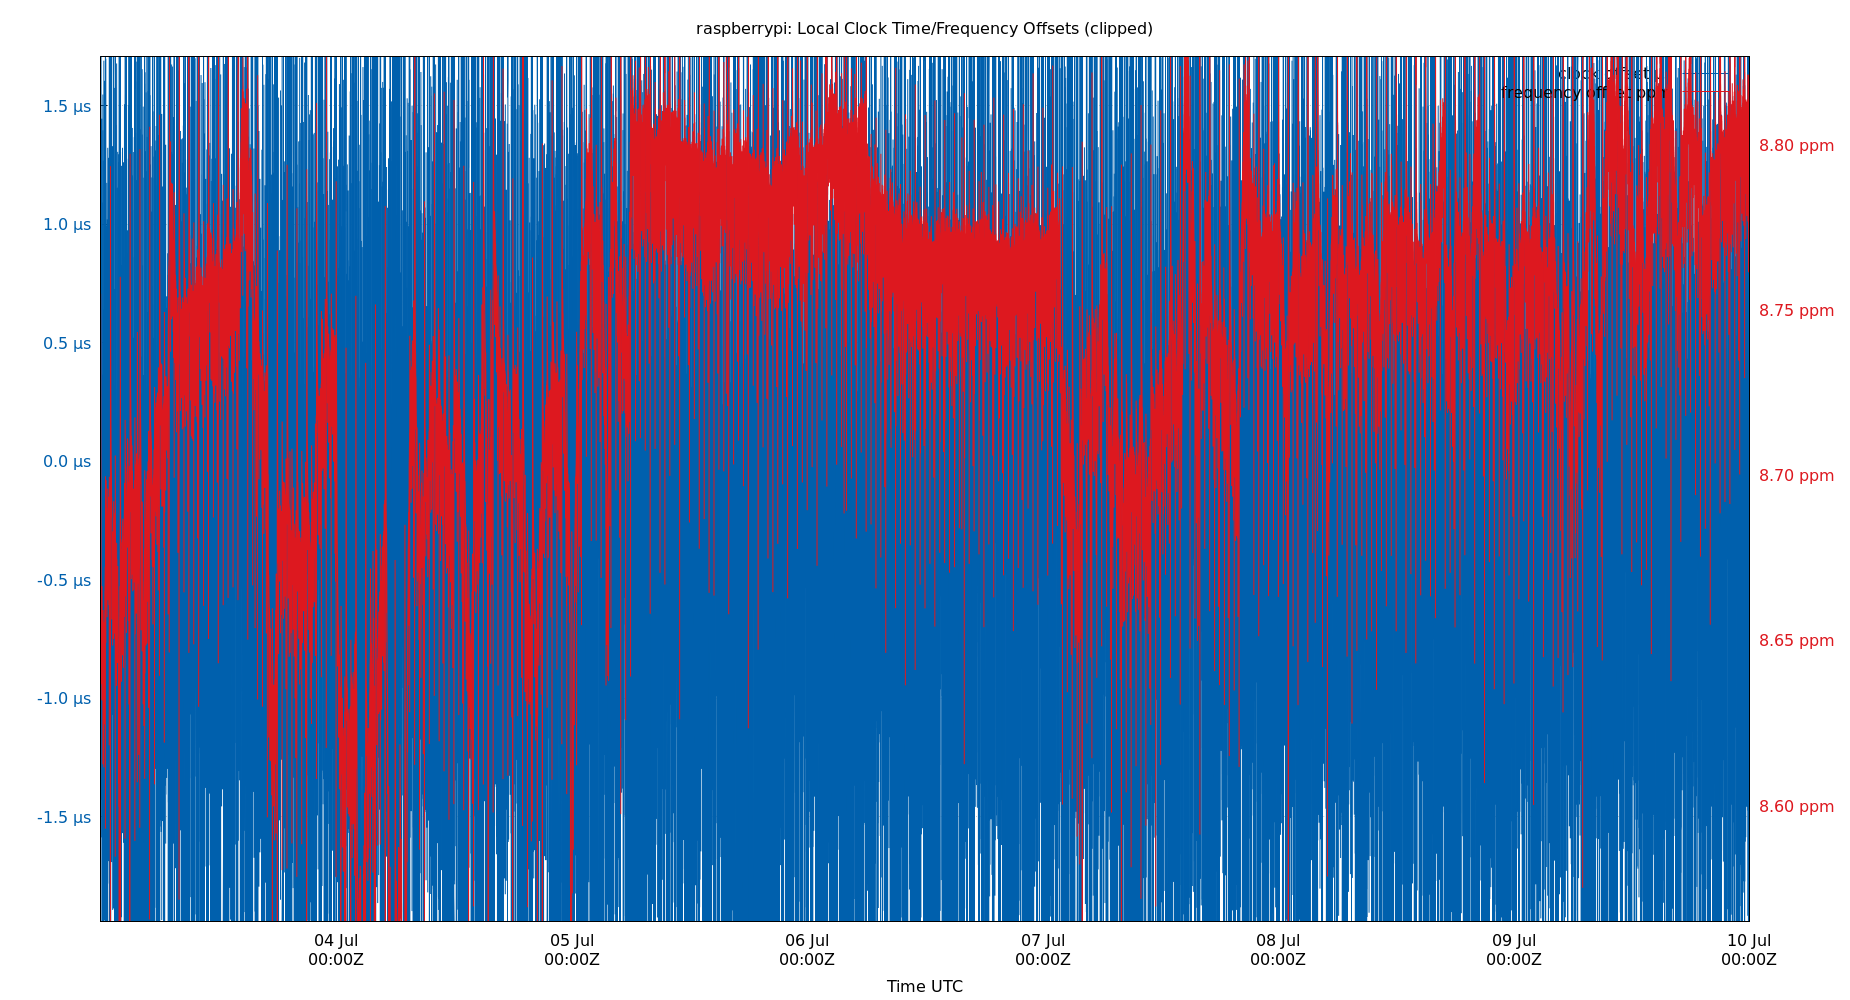 raspberrypi: Local Clock Time/Frequency Offsets (clipped)
frequency offset ppm
1.5 µs
1.0 µs
0.5 µs
0.0 µs
-0.5 µs
-1.0 µs
-1.5 µs
8.80 ppm
8.75 ppm
8.70 ppm
8.65 ppm
8.60 ppm
04 Jul
00:00Z
05 Jul
00:00Z
06 Jul
00:00Z
07 Jul
00:00Z
08 Jul
00:00Z
09 Jul
00:00Z
10 Jul
00:00Z
Time UTC